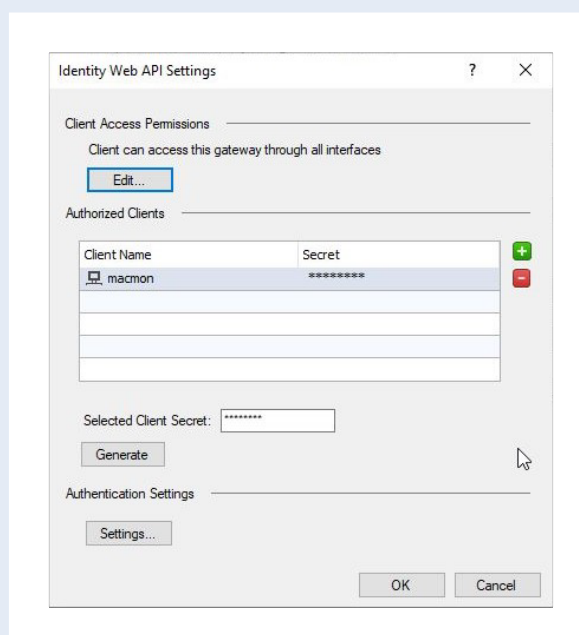 Identity Web API Settings ? ×
Client Access Permissions
Client can access this gateway through all interfaces
Edit...
Authorized Clients
Client Name Secret
macmon ********
Selected Client Secret: ********
Generate
Authentication Settings
Settings...
OK Cancel